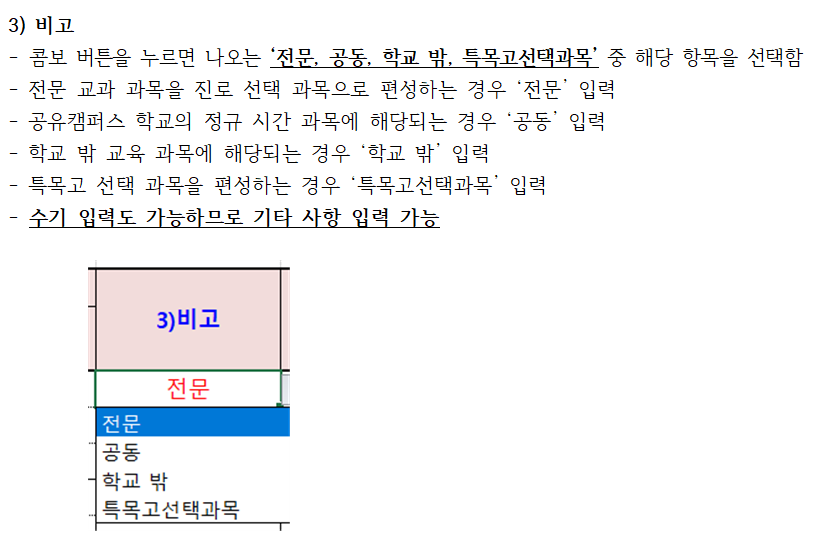 3) 비고
- 콤보 버튼을 누르면 나오는 ‘전문, 공동, 학교 밖, 특목고선택과목’ 중 해당 항목을 선택함
- 전문 교과 과목을 진로 선택 과목으로 편성하는 경우 ‘전문’ 입력
- 공유캠퍼스 학교의 정규 시간 과목에 해당되는 경우 ‘공동’ 입력
- 학교 밖 교육 과목에 해당되는 경우 ‘학교 밖’ 입력
- 특목고 선택 과목을 편성하는 경우 ‘특목고선택과목’ 입력
- 수기 입력도 가능하므로 기타 사항 입력 가능
3)비고
전문
전문
공동
학교 밖
특목고선택과목